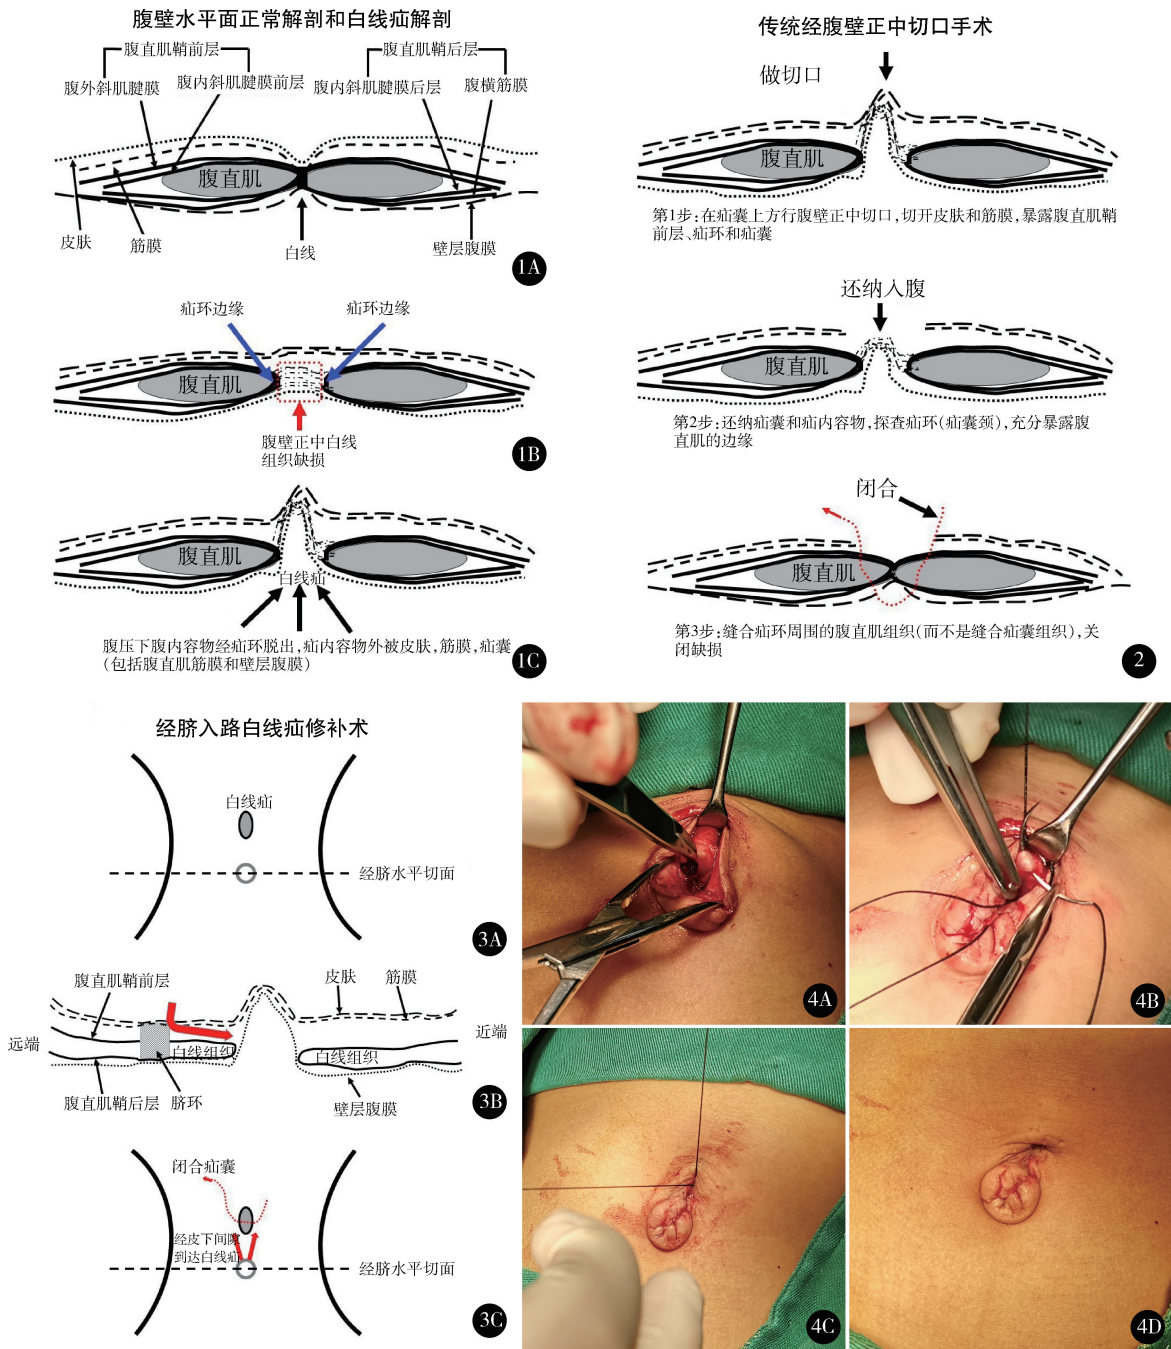 腹壁水平面正常解剖和白线疝解剖
腹直肌鞘前层
腹直肌鞘后层
腹外斜肌腱膜
腹内斜肌腱膜前层
腹内斜肌腱膜后层
腹横筋膜
腹直肌
皮肤
筋膜
白线
壁层腹膜
1A
疝环边缘
疝环边缘
腹直肌
腹壁正中白线
组织缺损
1B
腹直肌
白线疝
腹压下腹内容物经疝环脱出,疝内容物外被皮肤,筋膜,疝囊
(包括腹直肌筋膜和壁层腹膜)
1C
传统经腹壁正中切口手术
做切口
腹直肌
第1步:在疝囊上方行腹壁正中切口,切开皮肤和筋膜,暴露腹直肌鞘
前层、疝环和疝囊
还纳入腹
腹直肌
第2步:还纳疝囊和疝内容物,探查疝环(疝囊颈),充分暴露腹
直肌的边缘
闭合
腹直肌
第3步:缝合疝环周围的腹直肌组织(而不是缝合疝囊组织),关
闭缺损
2
经脐入路白线疝修补术
白线疝
经脐水平切面
3A
腹直肌鞘前层
皮肤
筋膜
远端
近端
白线组织
白线组织
腹直肌鞘后层
脐环
壁层腹膜
3B
闭合疝囊
经皮下间隙
到达白线疝
经脐水平切面
3C
4A
4B
4C
4D